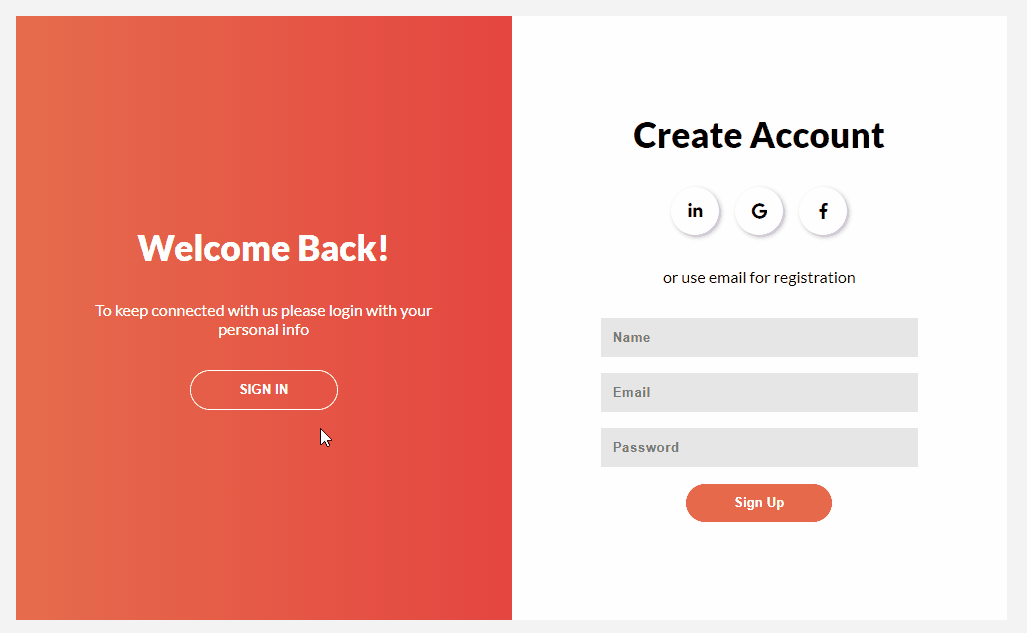 Welcome Back!
To keep connected with us please login with your
personal info
SIGN IN
Create Account
in G f
or use email for registration
Name
Email
Password
Sign Up